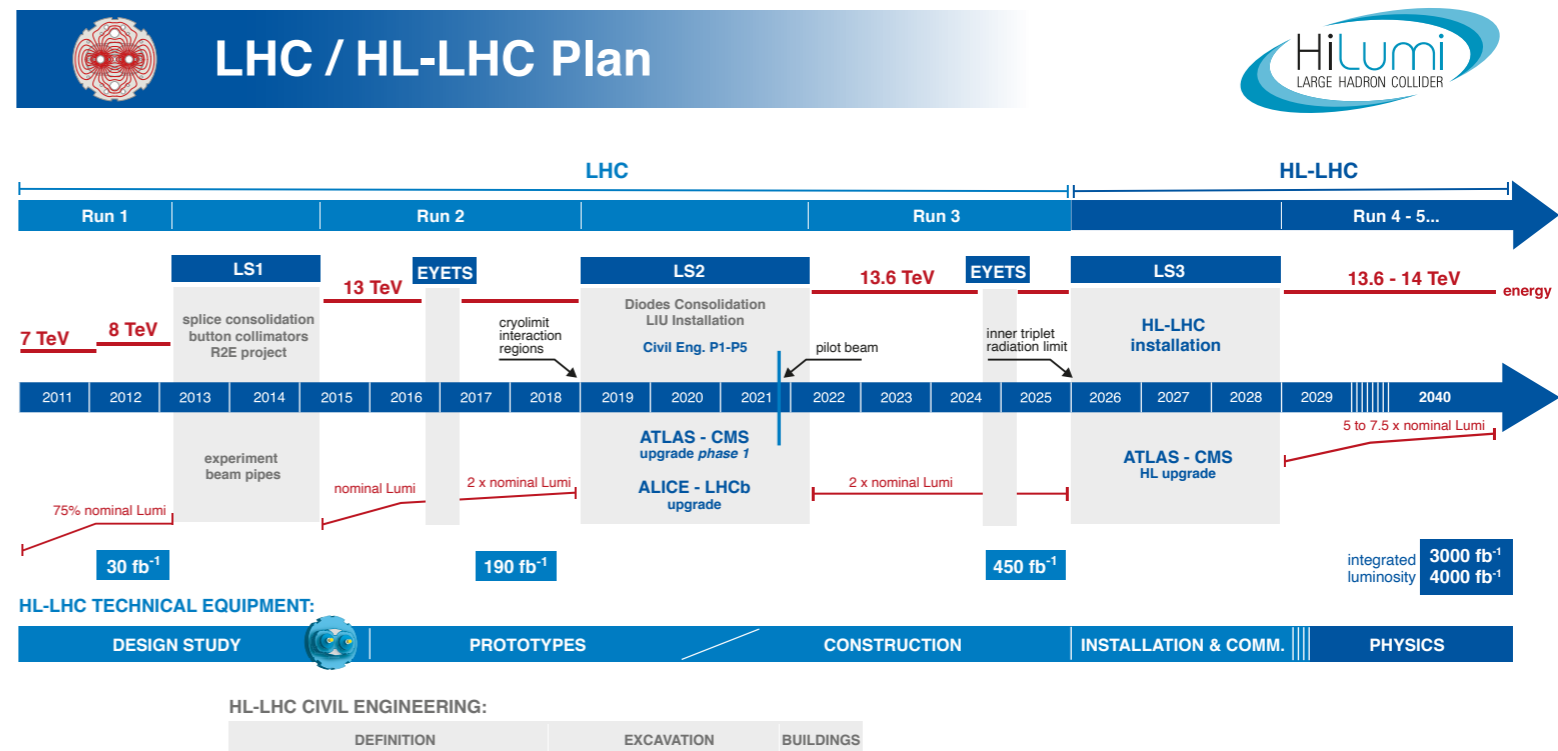 LHC / HL-LHC Plan
HiLumi
LARGE HADRON COLLIDER
LHC
HL-LHC
Run 1
Run 2
Run 3
Run 4 - 5...
LS1
EYETS
LS2
EYETS
LS3
13 TeV
13.6 TeV
13.6 - 14 TeV
energy
7 TeV
8 TeV
splice consolidation
button collimators
R2E project
cryolimit
interaction
regions
Diodes Consolidation
LIU Installation
Civil Eng. P1-P5
pilot beam
inner triplet
radiation limit
HL-LHC
installation
2011 2012 2013 2014 2015 2016 2017 2018 2019 2020 2021 2022 2023 2024 2025 2026 2027 2028 2029 2040
experiment
beam pipes
ATLAS - CMS
upgrade phase 1
ALICE - LHCb
upgrade
ATLAS - CMS
HL upgrade
5 to 7.5 x nominal Lumi
75% nominal Lumi
nominal Lumi
2 x nominal Lumi
2 x nominal Lumi
30 fb-1
190 fb-1
450 fb-1
integrated
luminosity
3000 fb-1
4000 fb-1
HL-LHC TECHNICAL EQUIPMENT:
DESIGN STUDY
PROTOTYPES
CONSTRUCTION
INSTALLATION & COMM.
PHYSICS
HL-LHC CIVIL ENGINEERING:
DEFINITION
EXCAVATION
BUILDINGS